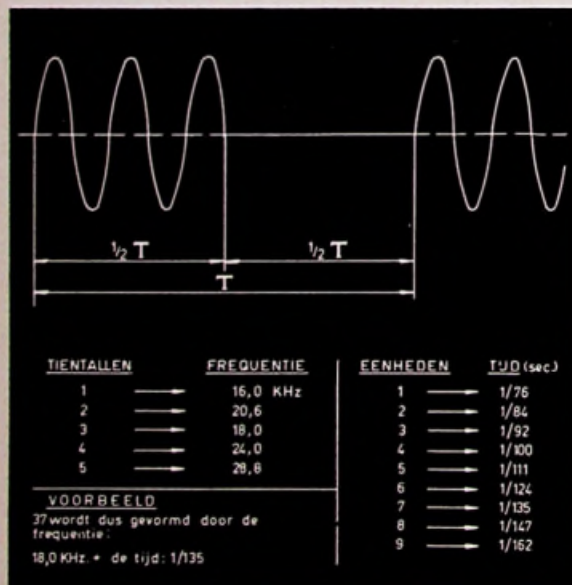 ½ T ½ T
T
TIENTALLEN FREQUENTIE
1 → 16,0 KHz
2 → 20,6
3 → 18,0
4 → 24,0
5 → 28,8
VOORBEELD
37 wordt dus gevormd door de
frequentie:
18,0 KHz. + de tijd: 1/135
EENHEDEN TIJD (sec.)
1 → 1/76
2 → 1/84
3 → 1/92
4 → 1/100
5 → 1/111
6 → 1/124
7 → 1/135
8 → 1/147
9 → 1/162